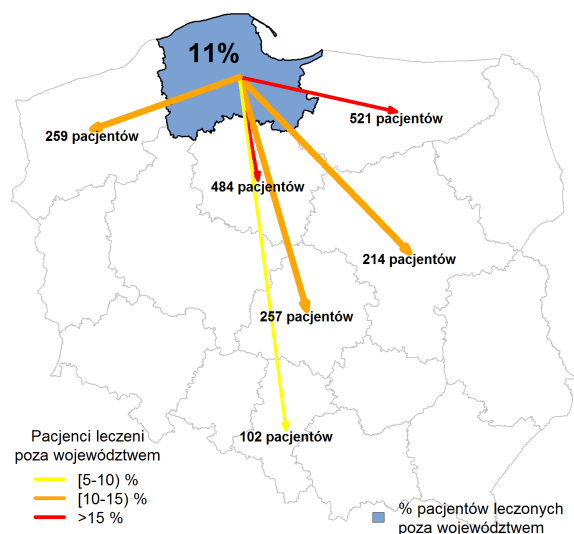 11%
521 pacjentów
259 pacjentów
484 pacjentów
214 pacjentów
257 pacjentów
102 pacjentów
Pacjenci leczeni
poza województwem
[5-10) %
[10-15) %
>15 %
% pacjentów leczonych
poza województwem